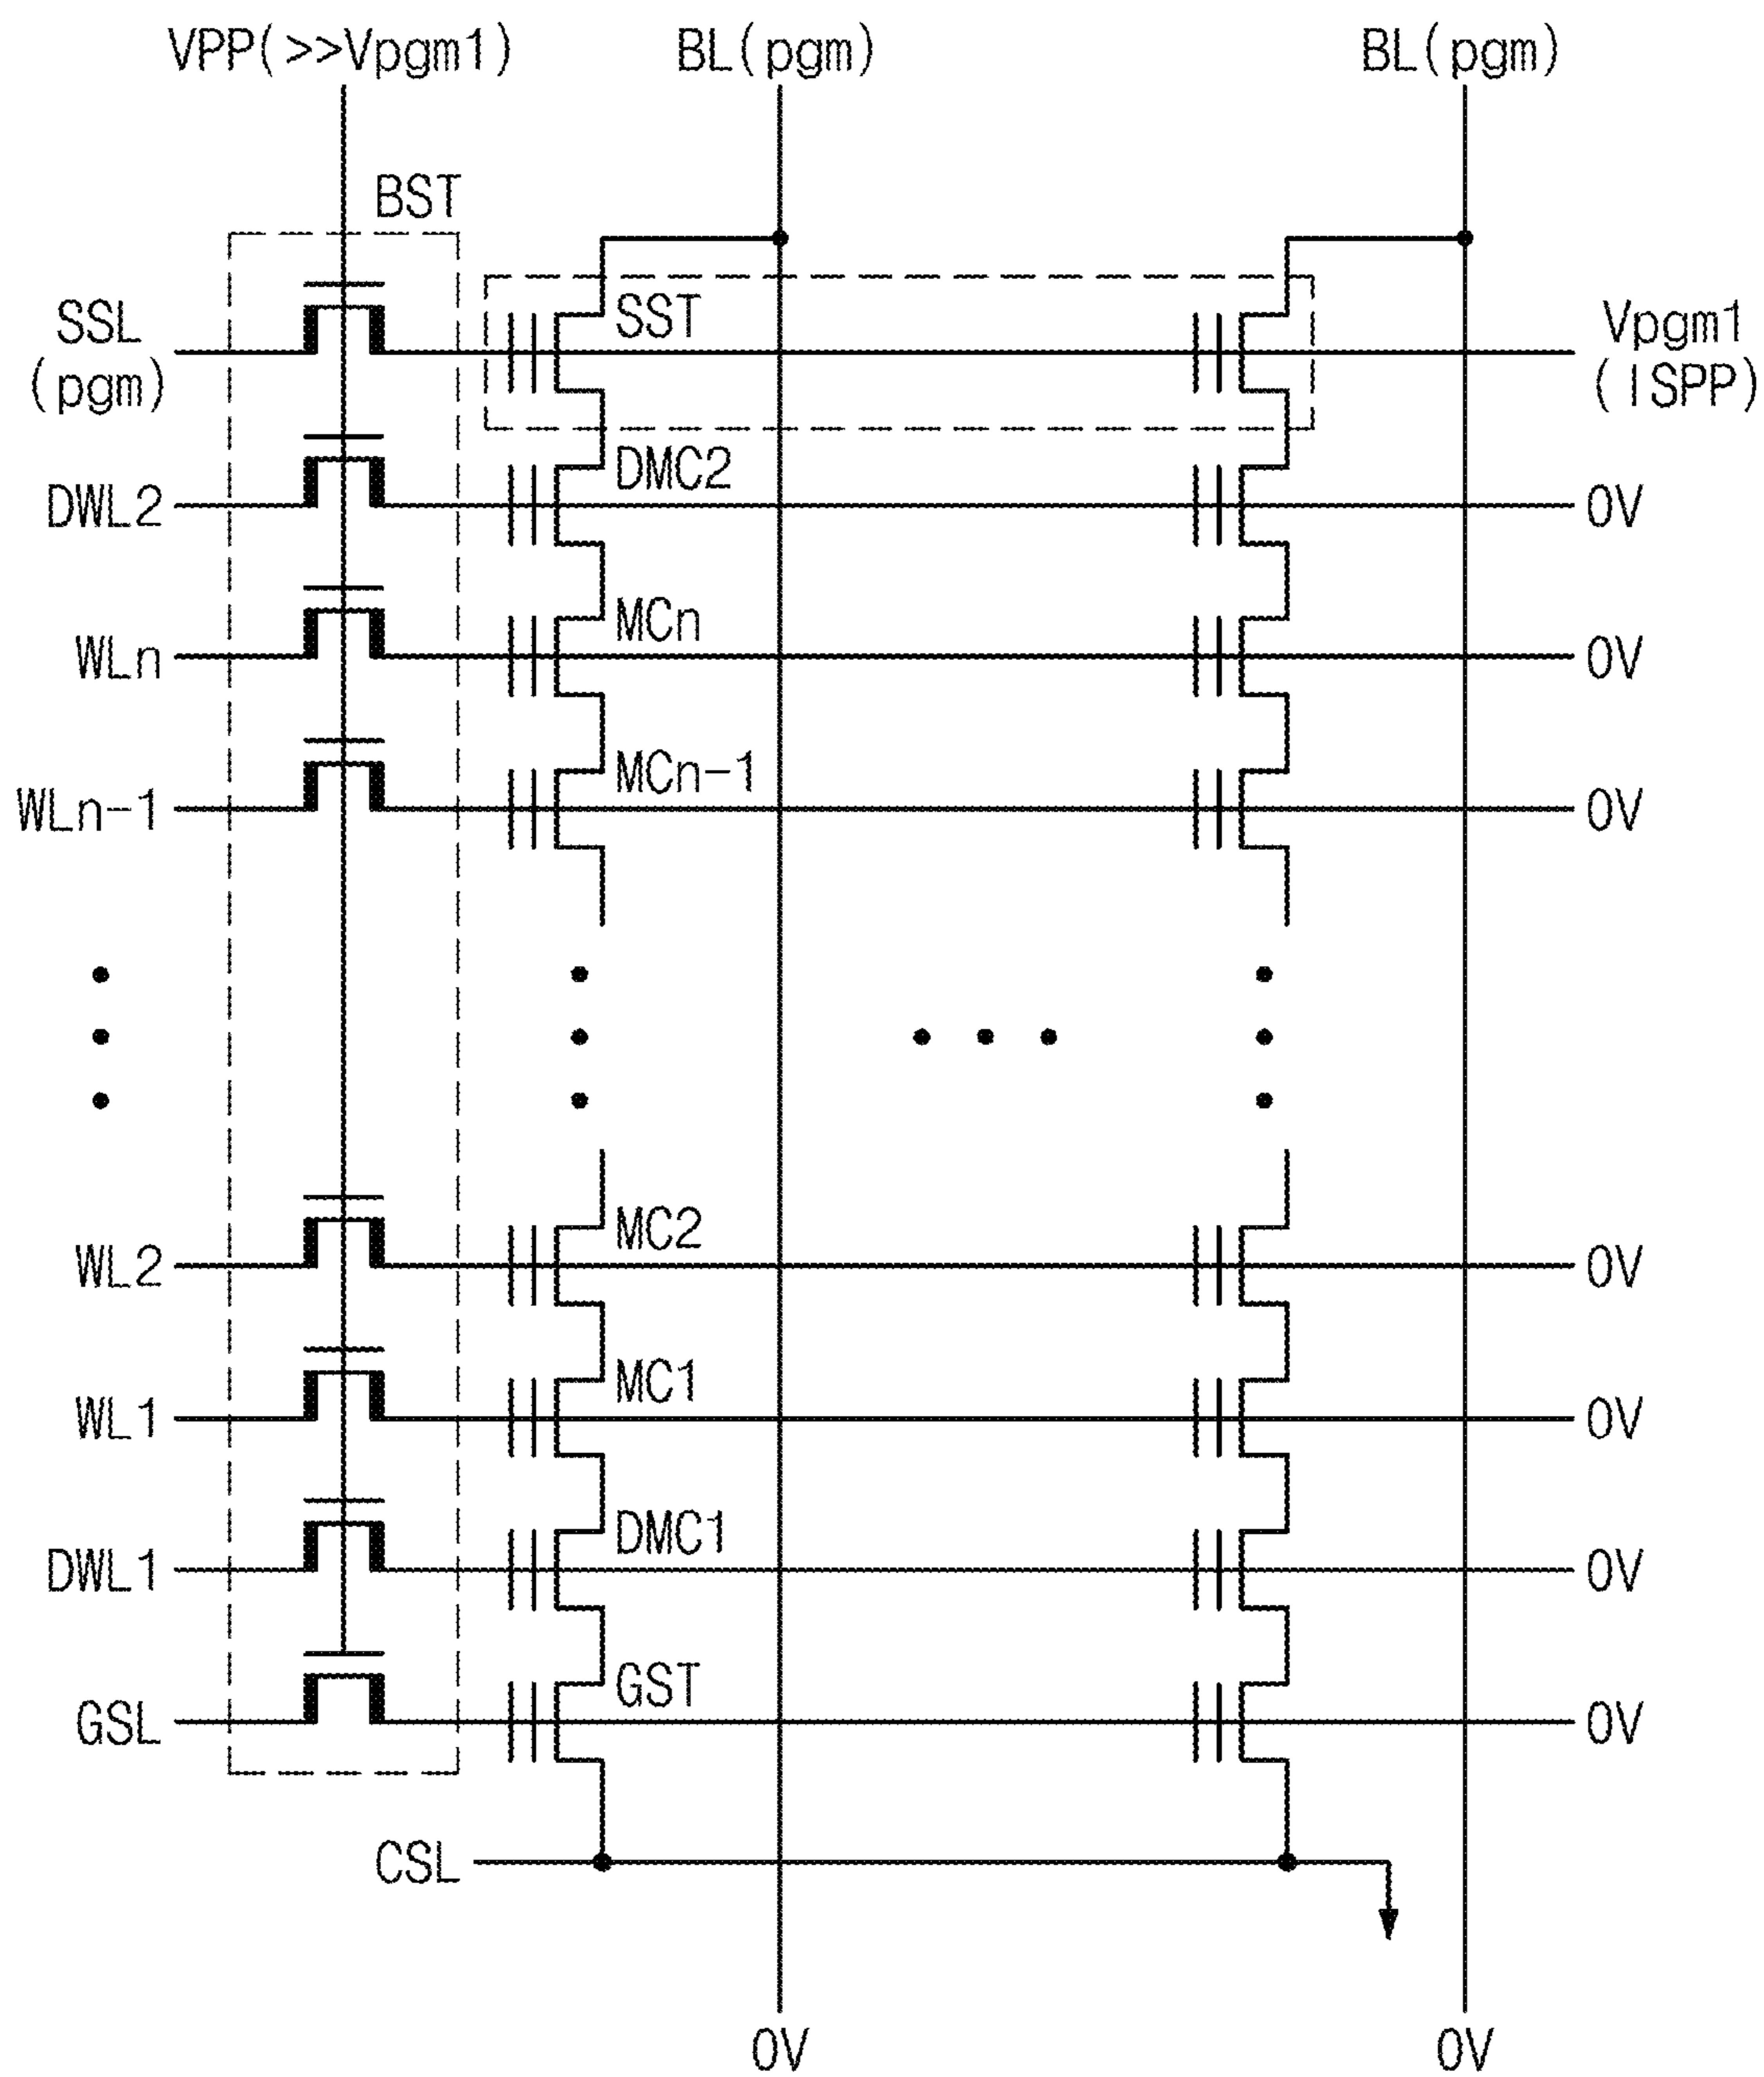 VPP(>>Vpgm1) BL(pgm) BL(pgm)
BST
SSL
(pgm)
SST
Vpgm1
(ISPP)
DWL2 DMC2 0V
WLn MCn 0V
WLn-1 MCn-1 0V
WL2 MC2 0V
WL1 MC1 0V
DWL1 DMC1 0V
GSL GST 0V
CSL
0V 0V